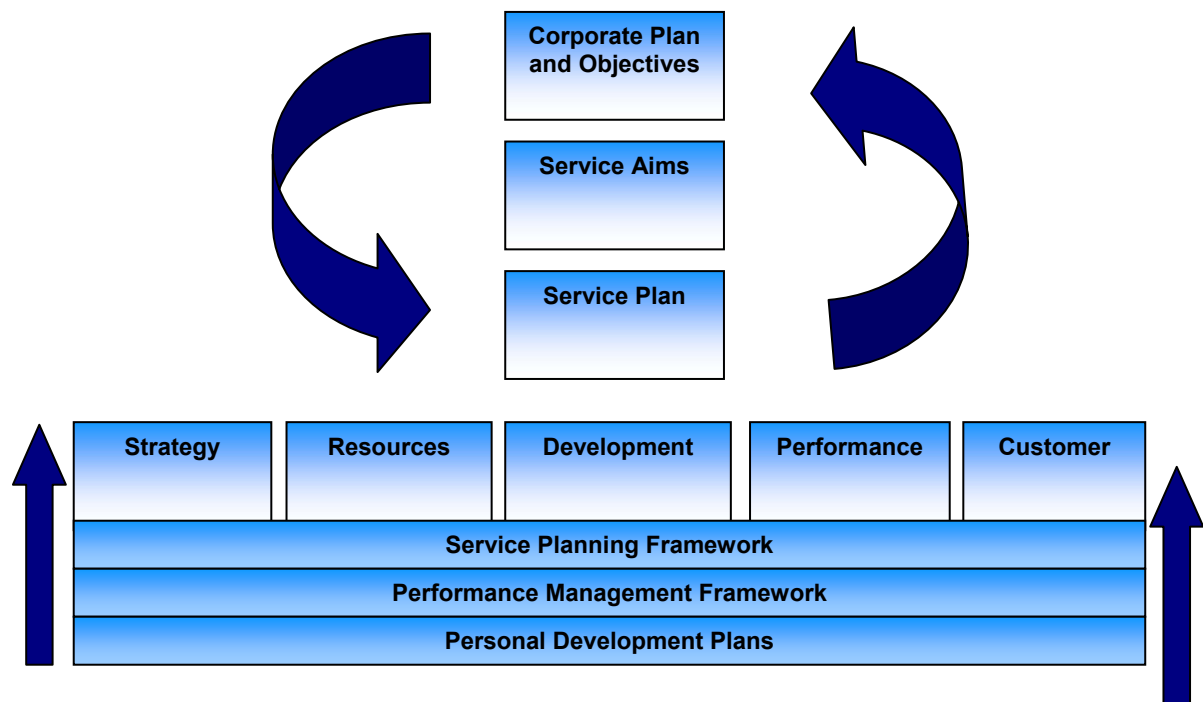 Corporate Plan
and Objectives
Service Aims
Service Plan
Strategy
Resources
Development
Performance
Customer
Service Planning Framework
Performance Management Framework
Personal Development Plans